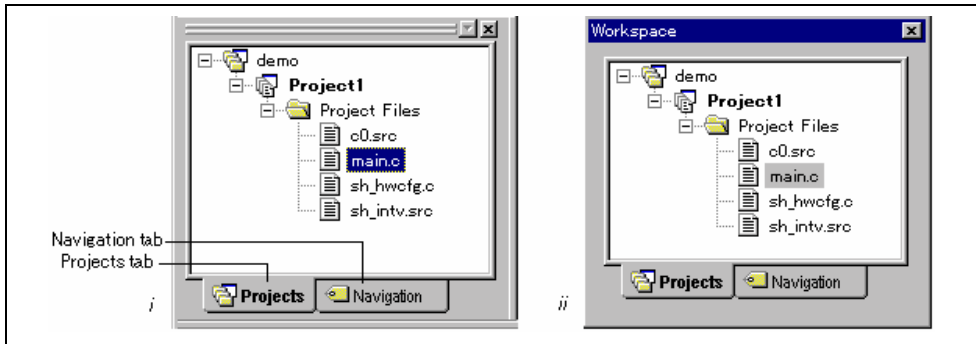 demo
Project1
Project Files
c0.src
main.c
sh_hwcfg.c
sh_intv.src
Navigation tab
Projects tab
Projects Navigation
i
Workspace
demo
Project1
Project Files
c0.src
main.c
sh_hwcfg.c
sh_intv.src
Projects Navigation
ii